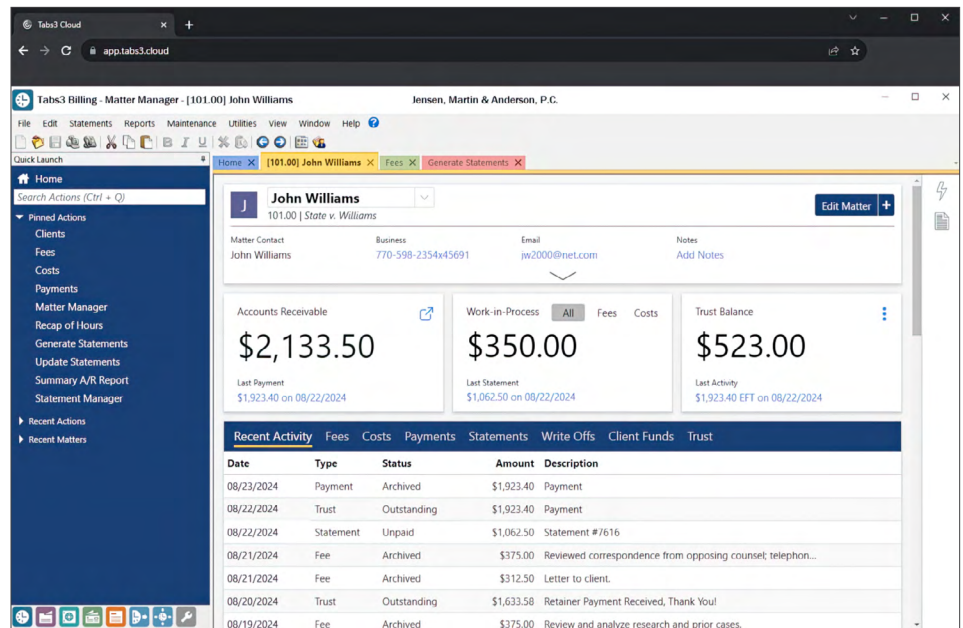 Tabs3 Cloud
app.tabs3.cloud
Tabs3 Billing - Matter Manager - [101.00] John Williams
Jensen, Martin & Anderson, P.C.
File Edit Statements Reports Maintenance Utilities View Window Help
Quick Launch
Home [101.00] John Williams Fees Generate Statements
Home
Search Actions (Ctrl + Q)
Pinned Actions
Clients
Fees
Costs
Payments
Matter Manager
Recap of Hours
Generate Statements
Update Statements
Summary A/R Report
Statement Manager
Recent Actions
Recent Matters
J
John Williams
101.00 | State v. Williams
Edit Matter +
Matter Contact Business Email Notes
John Williams 770-598-2354x45691 jw2000@net.com Add Notes
Accounts Receivable
$2,133.50
Last Payment
$1,923.40 on 08/22/2024
Work-in-Process All Fees Costs
$350.00
Last Statement
$1,062.50 on 08/22/2024
Trust Balance
$523.00
Last Activity
$1,923.40 EFT on 08/22/2024
Recent Activity Fees Costs Payments Statements Write Offs Client Funds Trust
Date Type Status Amount Description
08/23/2024 Payment Archived $1,923.40 Payment
08/22/2024 Trust Outstanding $1,923.40 Payment
08/22/2024 Statement Unpaid $1,062.50 Statement #7616
08/21/2024 Fee Archived $375.00 Reviewed correspondence from opposing counsel; telephon...
08/21/2024 Fee Archived $312.50 Letter to client.
08/20/2024 Trust Outstanding $1,633.58 Retainer Payment Received, Thank You!
08/19/2024 Fee Archived $375.00 Review and analyze research and prior cases.